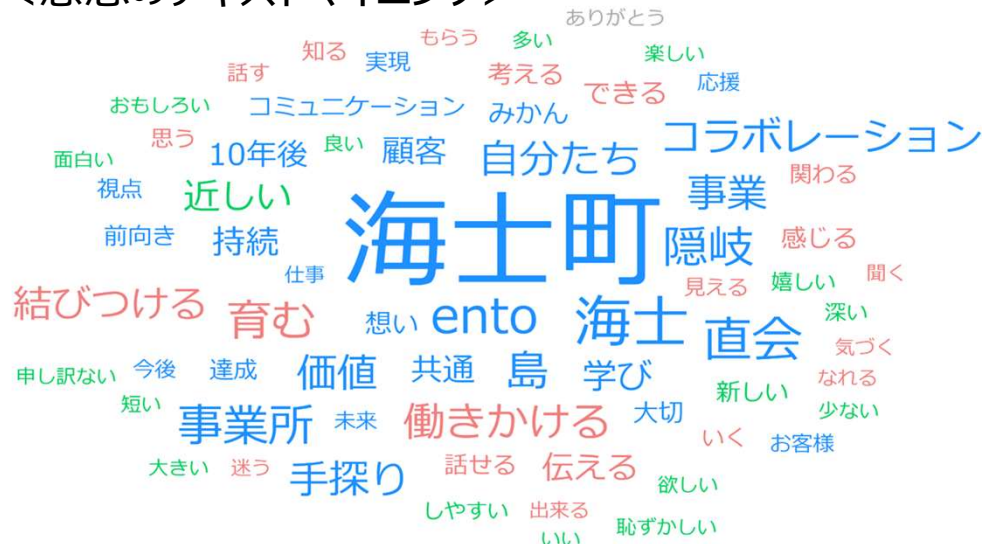 ありがとう
知る もらう 多い 楽しい
話す 実現 考える できる 応援
おもしろい コミュニケーション みかん
思う 10年後 良い 顧客 自分たち コラボレーション
面白い 視点 近しい 事業 関わる
海士町
前向き 持続 隠岐 感じる
仕事 見える 嬉しい 聞く
結びつける 育む 想い ento 海士 直会 深い
気づく
申し訳ない 今後 達成 価値 共通 島 学び 新しい なれる
短い 事業所 未来 働きかける 大切 少ない
いく お客様
大きい 迷う 手探り 話せる 伝える 欲しい
しやすい 出来る 恥ずかしい
いい